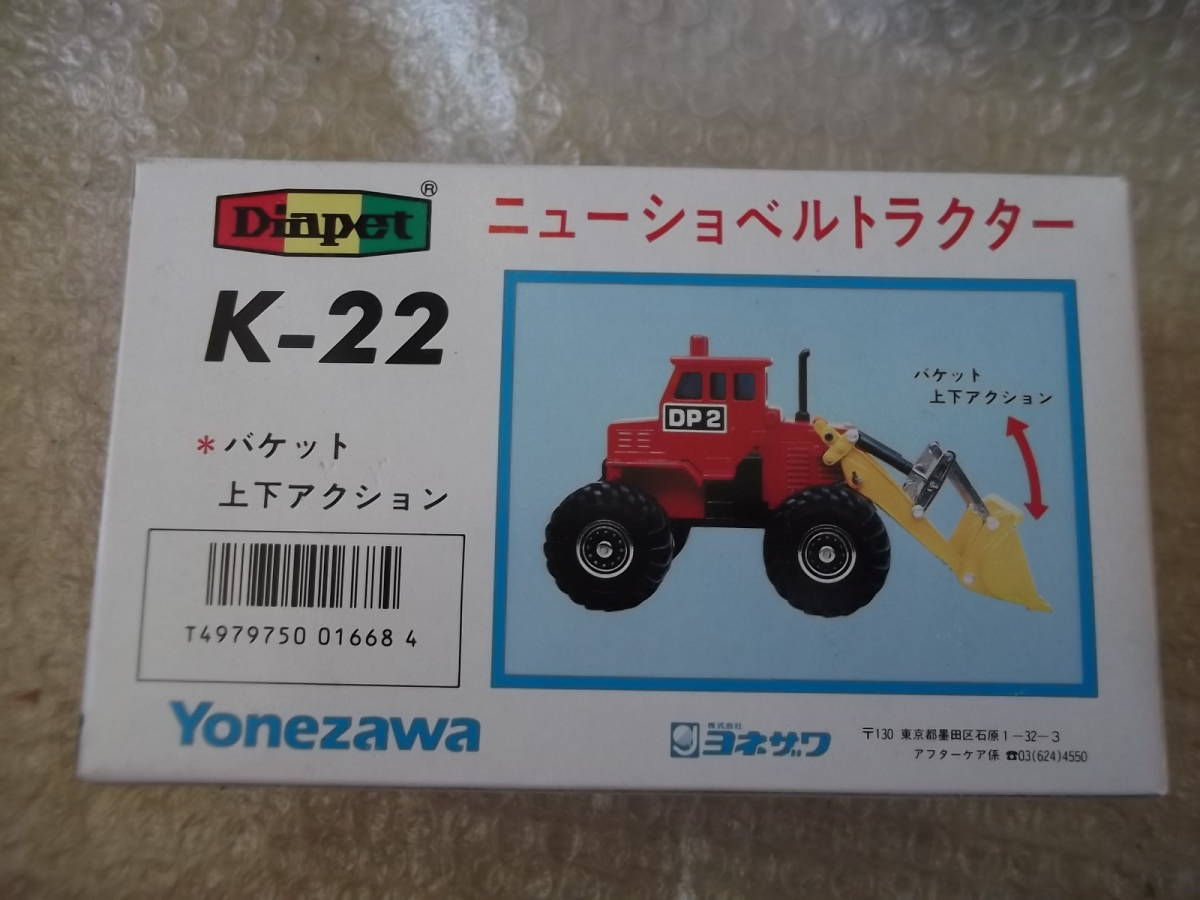 Diapet®
ニューショベルトラクター
K-22
*バケット
上下アクション
DP2
バケット
上下アクション
T4979750 01668 4
Yonezawa
株式会社
ヨネザワ
〒130 東京都墨田区石原1-32-3
アフターケア係 ☎03(624)4550